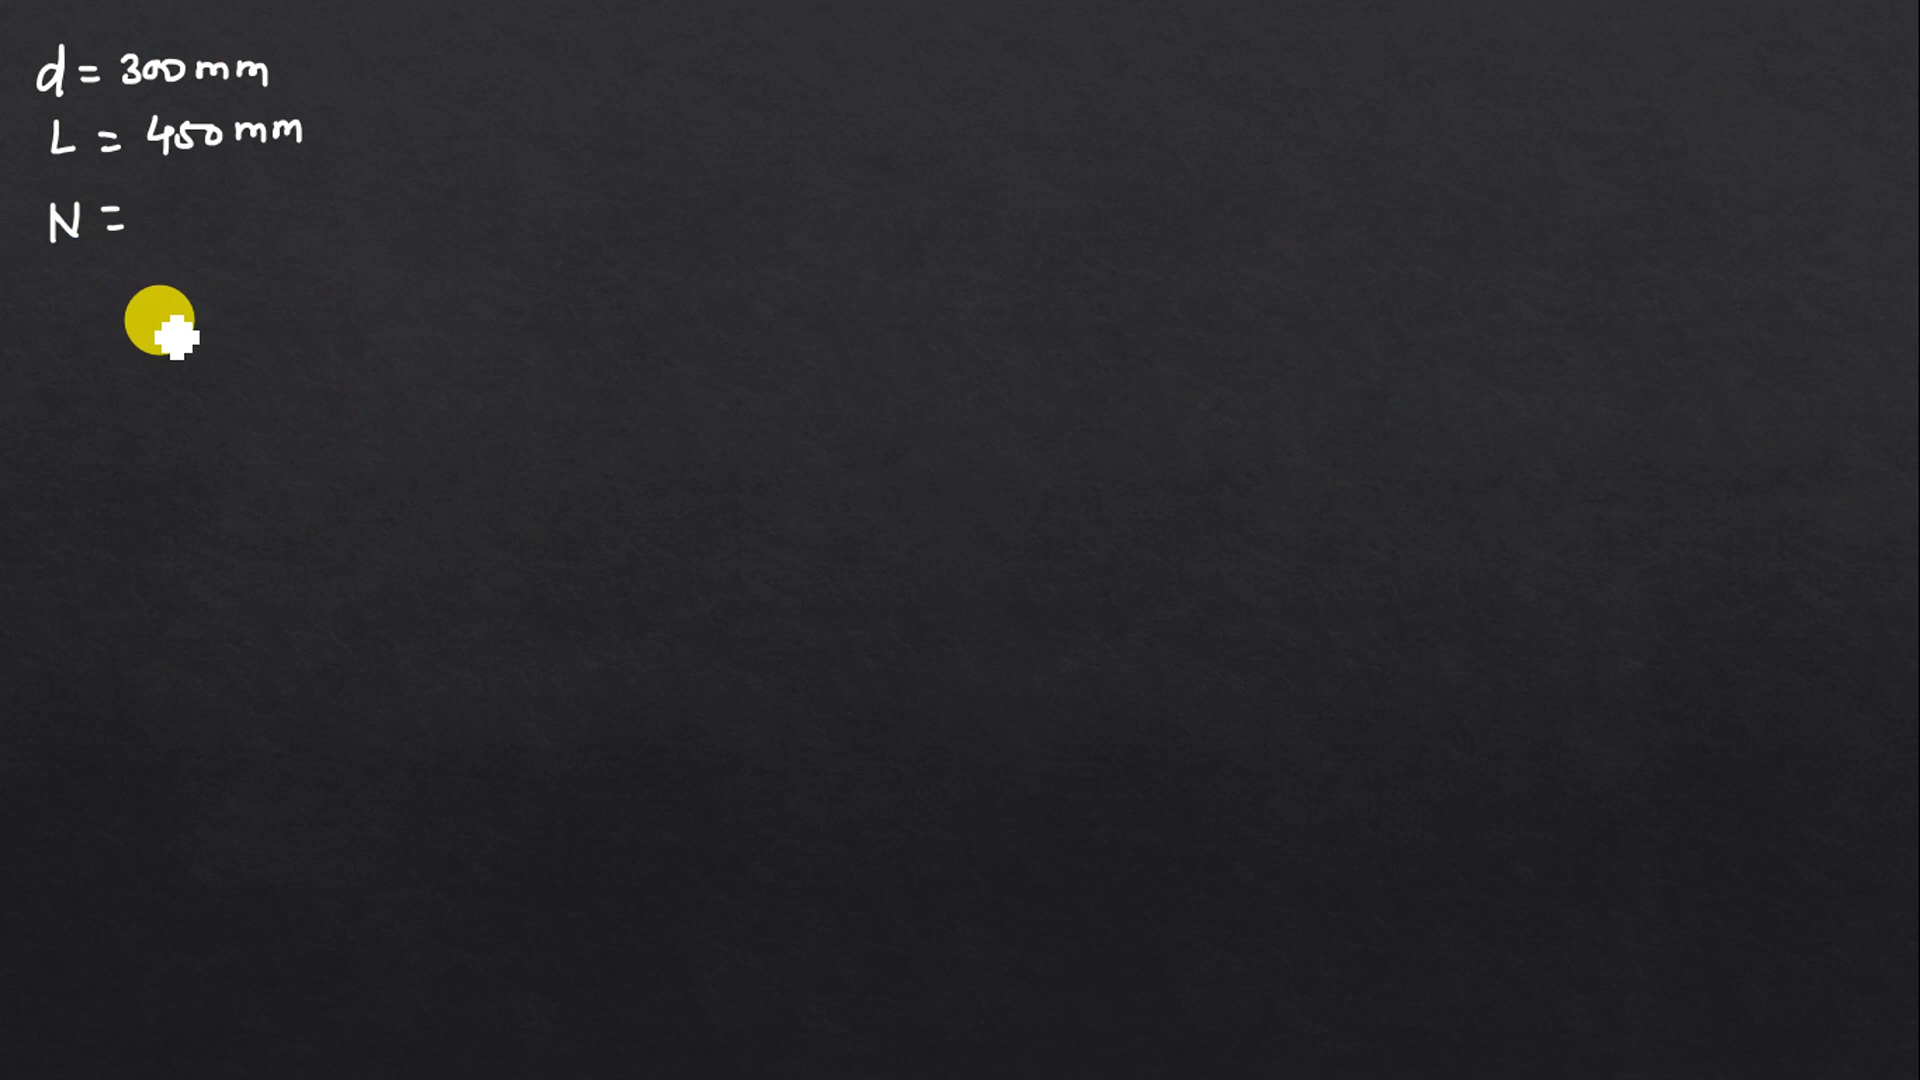 d = 300 mm
L = 450 mm
N =